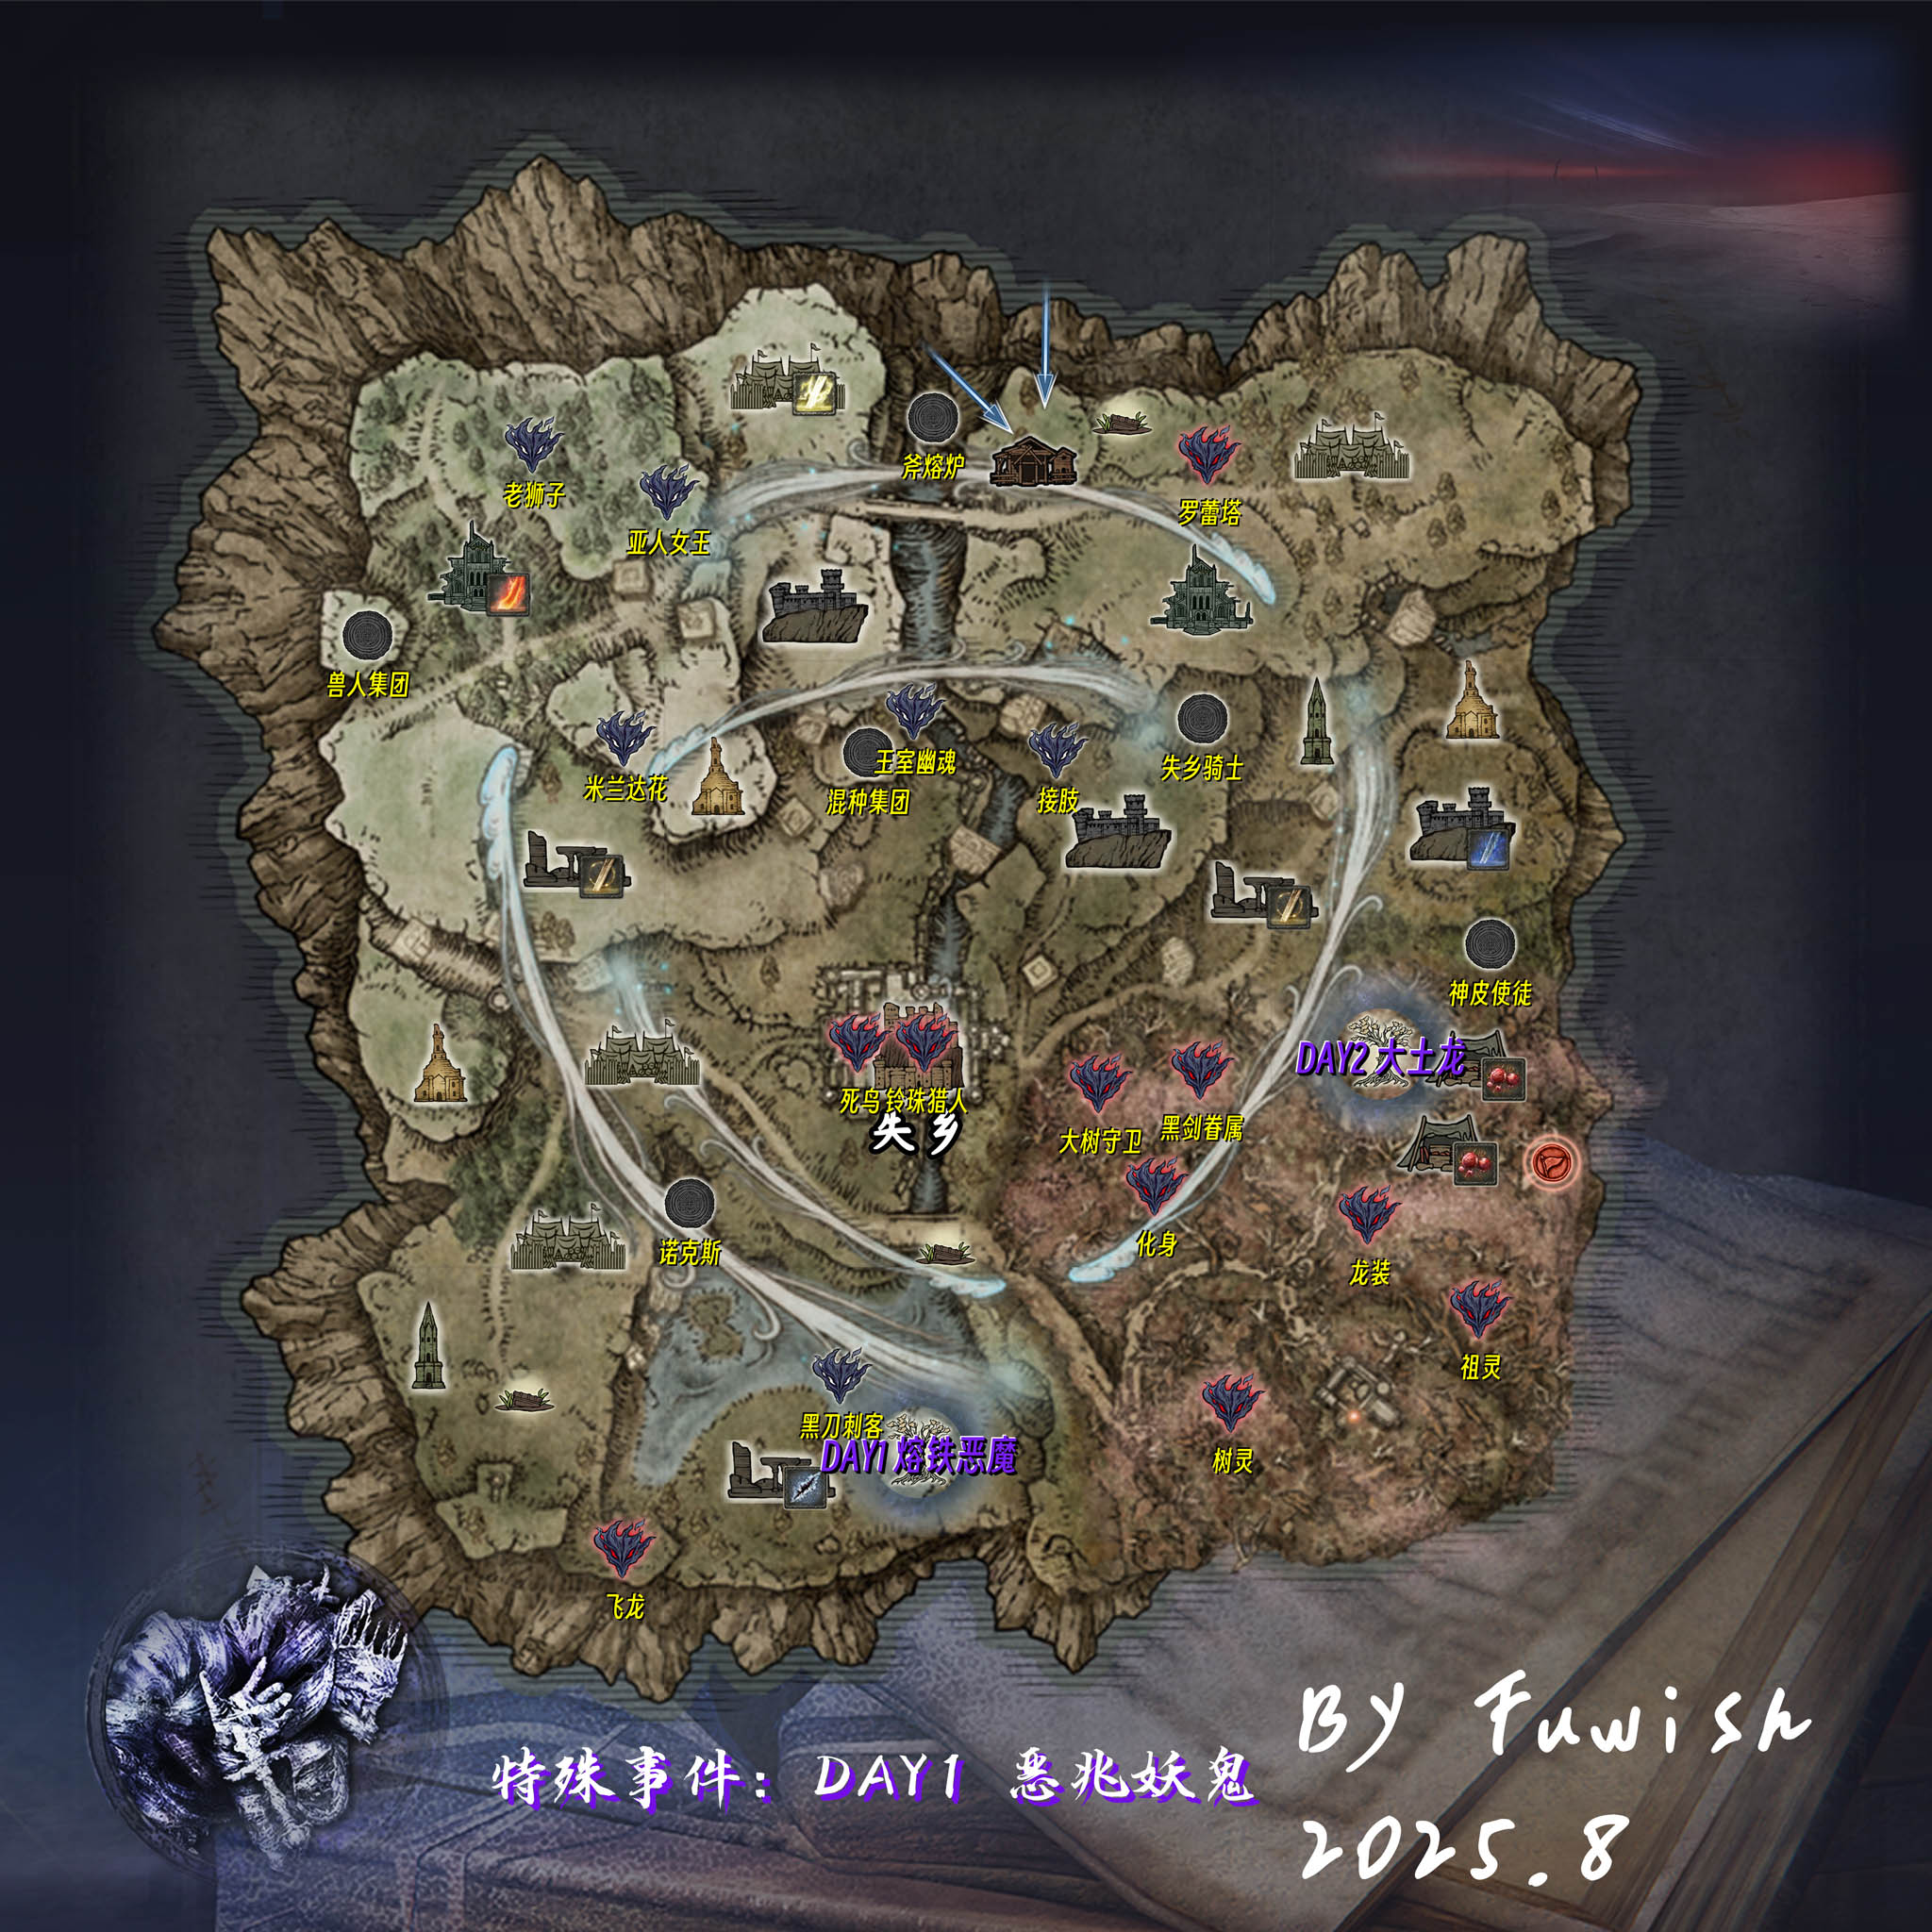 斧熔炉
老狮子
罗蕾塔
亚人女王
兽人集团
王室幽魂
失乡骑士
米兰达花
混种集团
接肢
神皮使徒
DAY2 大土龙
死鸟 铃珠猎人
失乡
大树守卫
黑剑眷属
化身
诺克斯
龙装
祖灵
黑刀刺客
DAY1 熔铁恶魔
树灵
飞龙
By Fuwish
特殊事件：DAY1 恶兆妖鬼
2025.8